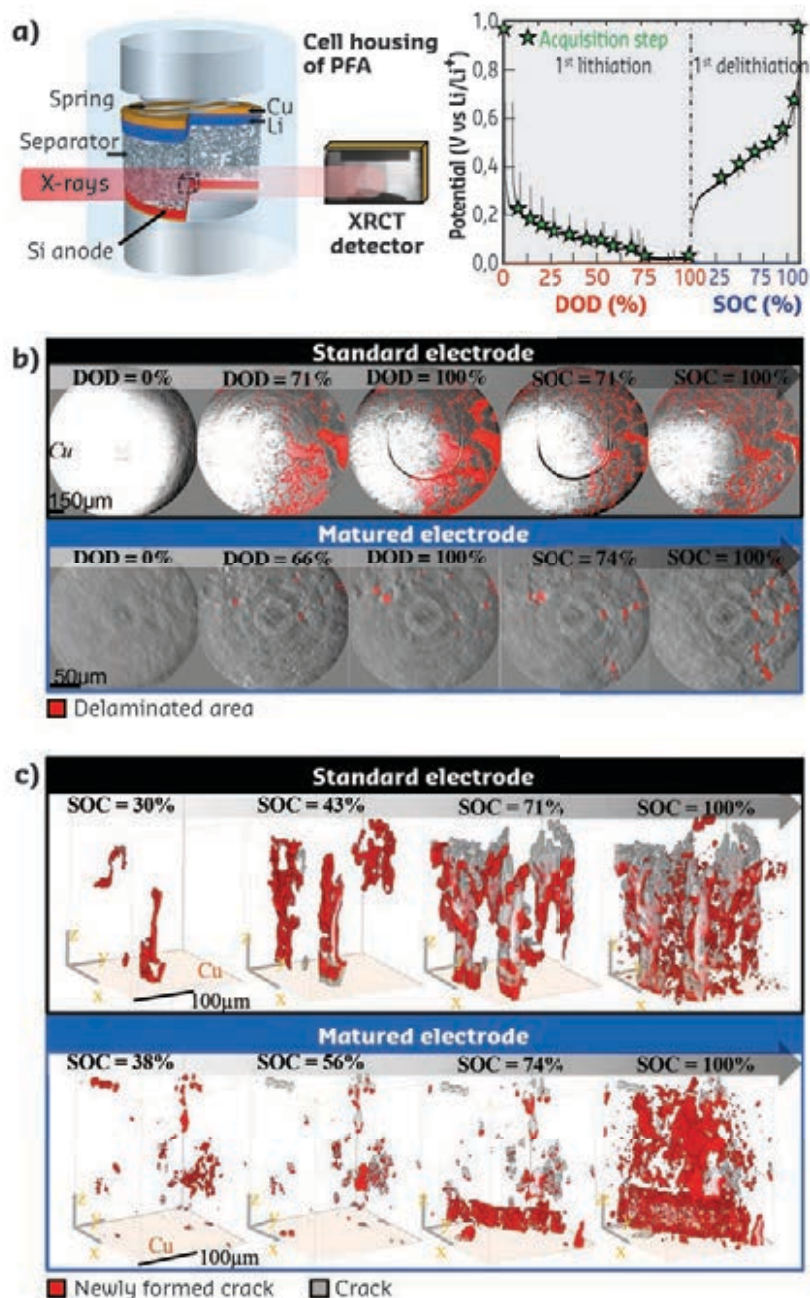 a)
Cell housing
of PFA
Spring
Cu
Li
Separator
X-rays
XRCT
detector
Si anode
1,0
0,8
0,6
0,4
0,2
0,0
Potential (V vs Li/Li⁺)
Acquisition step
1st lithiation
1st delithiation
0 25 50 75 100 25 75 100
DOD (%) SOC (%)
b)
Standard electrode
DOD = 0% DOD = 71% DOD = 100% SOC = 71% SOC = 100%
Cu
150µm
Matured electrode
DOD = 0% DOD = 66% DOD = 100% SOC = 74% SOC = 100%
50µm
Delaminated area
c)
Standard electrode
SOC = 30% SOC = 43% SOC = 71% SOC = 100%
z
y
x
Cu
100µm
z
y
x
z
y
x
z
y
x
Matured electrode
SOC = 38% SOC = 56% SOC = 74% SOC = 100%
z
y
x
Cu
100µm
z
y
x
z
y
x
z
y
x
Newly formed crack Crack